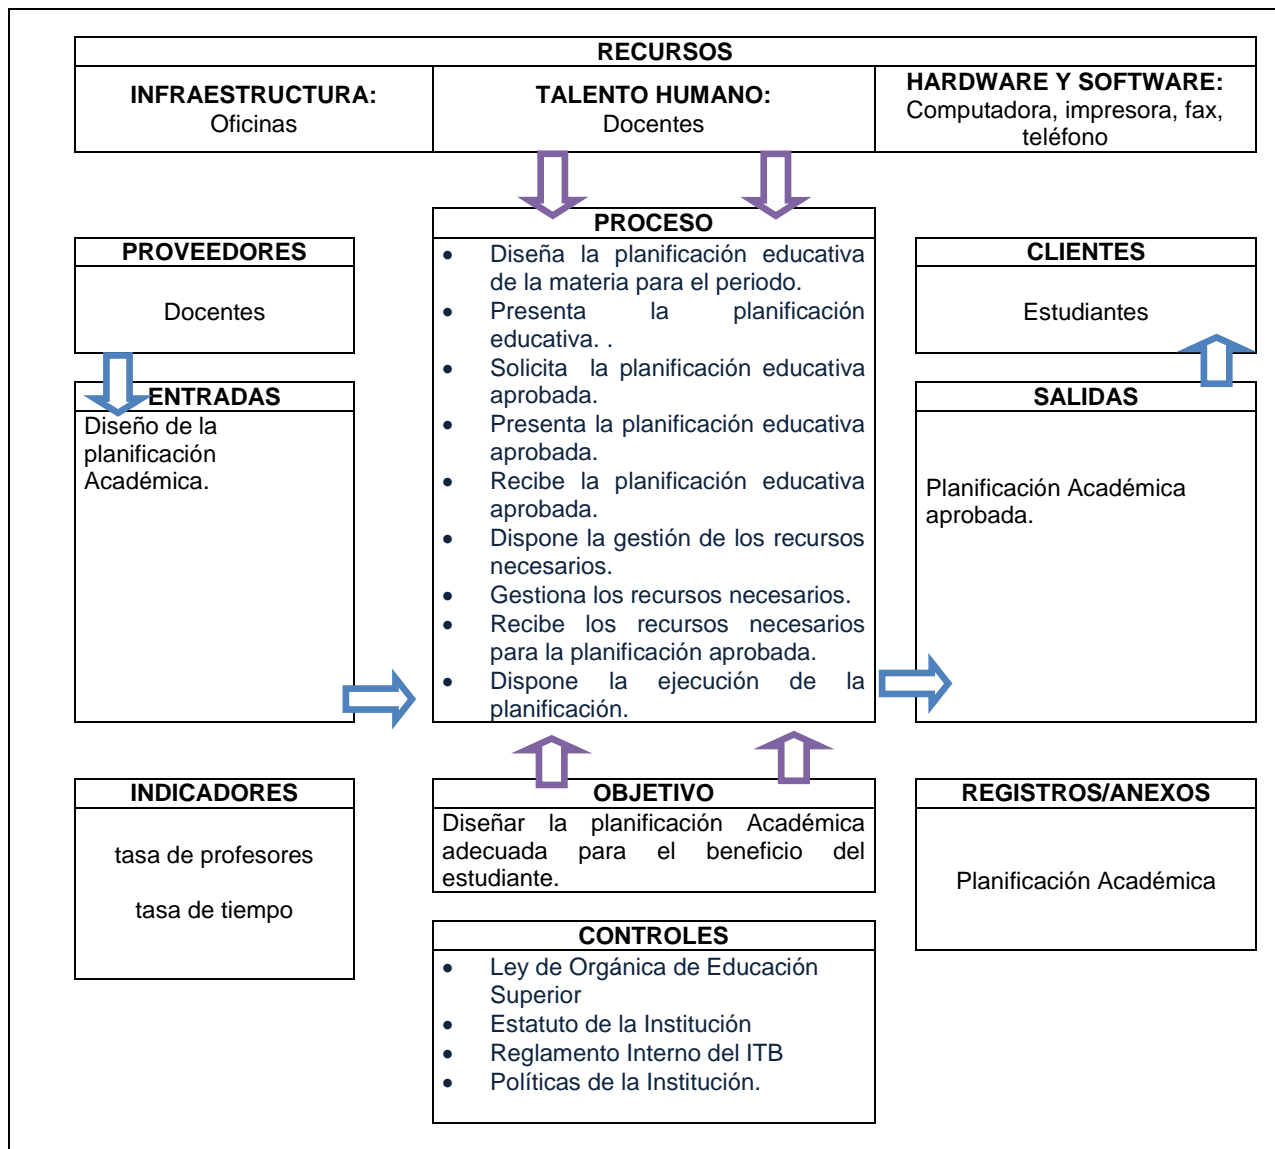 RECURSOS
INFRAESTRUCTURA:
Oficinas
TALENTO HUMANO:
Docentes
HARDWARE Y SOFTWARE:
Computadora, impresora, fax,
teléfono
PROVEEDORES
Docentes
ENTRADAS
Diseño de la
planificación
Académica.
PROCESO
• Diseña la planificación educativa
de la materia para el periodo.
• Presenta la planificación
educativa. .
• Solicita la planificación educativa
aprobada.
• Presenta la planificación educativa
aprobada.
• Recibe la planificación educativa
aprobada.
• Dispone la gestión de los recursos
necesarios.
• Gestiona los recursos necesarios.
• Recibe los recursos necesarios
para la planificación aprobada.
• Dispone la ejecución de la
planificación.
CLIENTES
Estudiantes
SALIDAS
Planificación Académica
aprobada.
INDICADORES
tasa de profesores
tasa de tiempo
OBJETIVO
Diseñar la planificación Académica
adecuada para el beneficio del
estudiante.
REGISTROS/ANEXOS
Planificación Académica
CONTROLES
• Ley de Orgánica de Educación
Superior
• Estatuto de la Institución
• Reglamento Interno del ITB
• Políticas de la Institución.